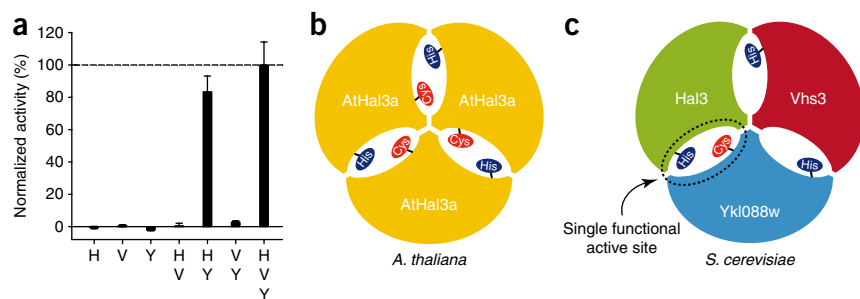 a
Normalized activity (%)
120
100
80
60
40
20
0
H
V
Y
H
V
H
Y
V
Y
H
V
Y
b
His
Cys
AtHal3a
AtHal3a
His
Cys
Cys
His
AtHal3a
A. thaliana
c
His
Hal3
Vhs3
His
Cys
His
Ykl088w
Single functional
active site
S. cerevisiae